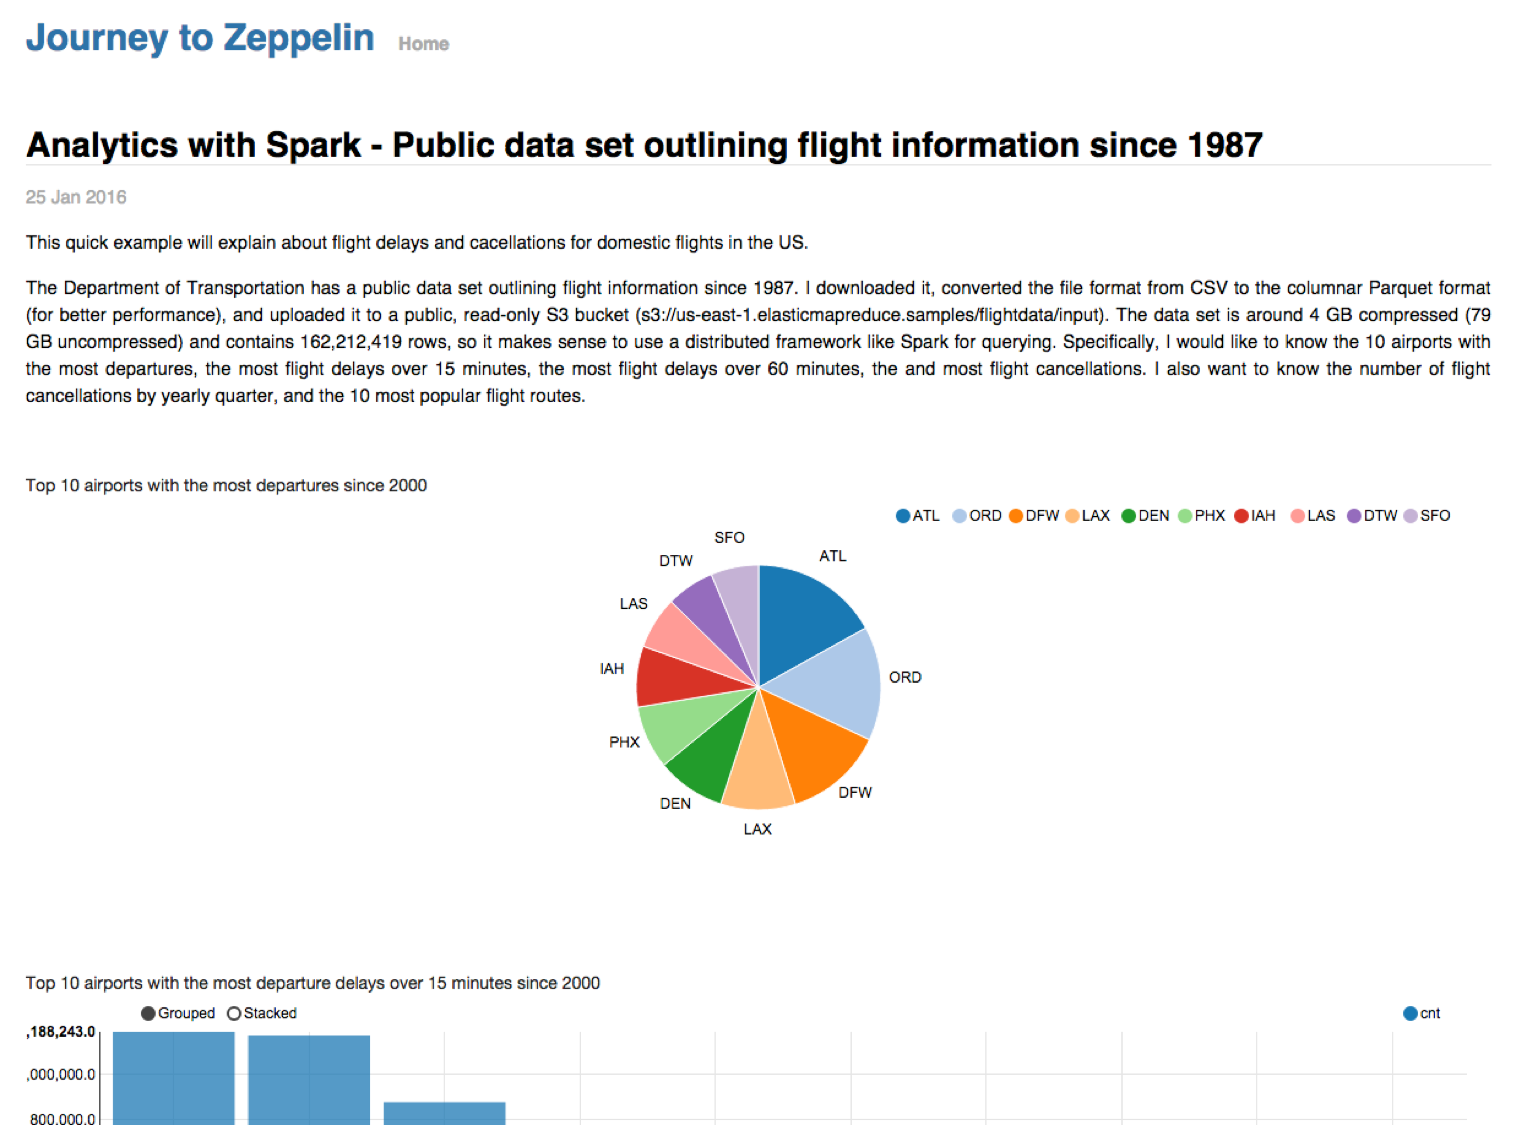 Journey to Zeppelin Home
Analytics with Spark - Public data set outlining flight information since 1987
25 Jan 2016
This quick example will explain about flight delays and cacellations for domestic flights in the US.
The Department of Transportation has a public data set outlining flight information since 1987. I downloaded it, converted the file format from CSV to the columnar Parquet format
(for better performance), and uploaded it to a public, read-only S3 bucket (s3://us-east-1.elasticmapreduce.samples/flightdata/input). The data set is around 4 GB compressed (79
GB uncompressed) and contains 162,212,419 rows, so it makes sense to use a distributed framework like Spark for querying. Specifically, I would like to know the 10 airports with
the most departures, the most flight delays over 15 minutes, the most flight delays over 60 minutes, the and most flight cancellations. I also want to know the number of flight
cancellations by yearly quarter, and the 10 most popular flight routes.
Top 10 airports with the most departures since 2000
ATL ORD DFW LAX DEN PHX IAH LAS DTW SFO
SFO
ATL
DTW
LAS
IAH
ORD
PHX
DFW
DEN
LAX
Top 10 airports with the most departure delays over 15 minutes since 2000
Grouped Stacked cnt
,188,243.0
,000,000.0
800,000.0